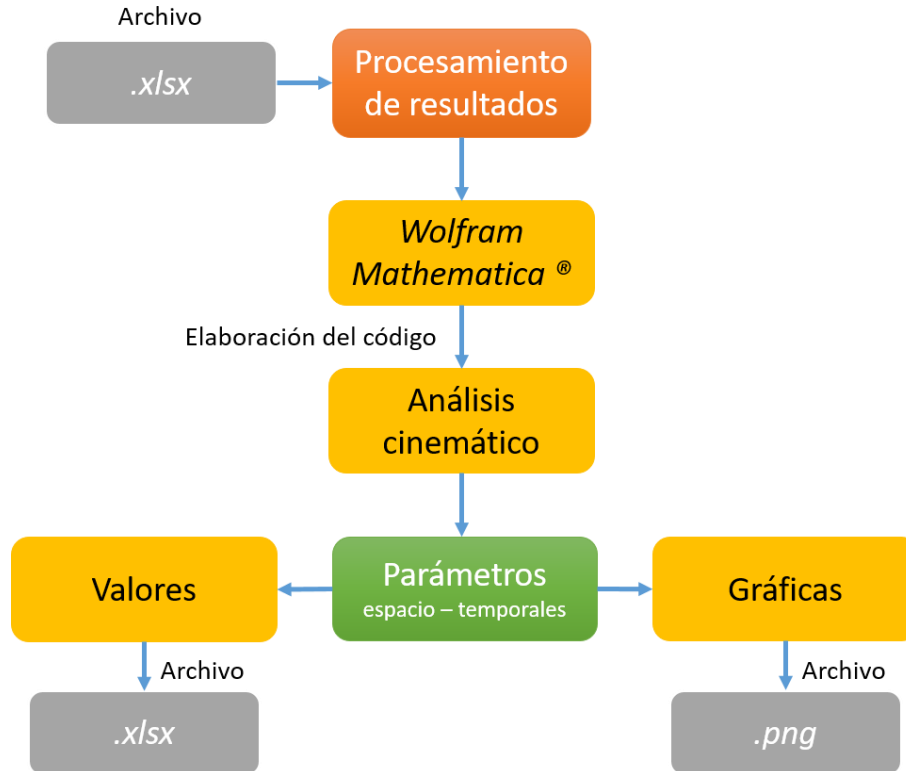 Archivo
.xlsx
Procesamiento
de resultados
Wolfram
Mathematica ®
Elaboración del código
Análisis
cinemático
Parámetros
espacio – temporales
Valores
Gráficas
Archivo
Archivo
.xlsx
.png